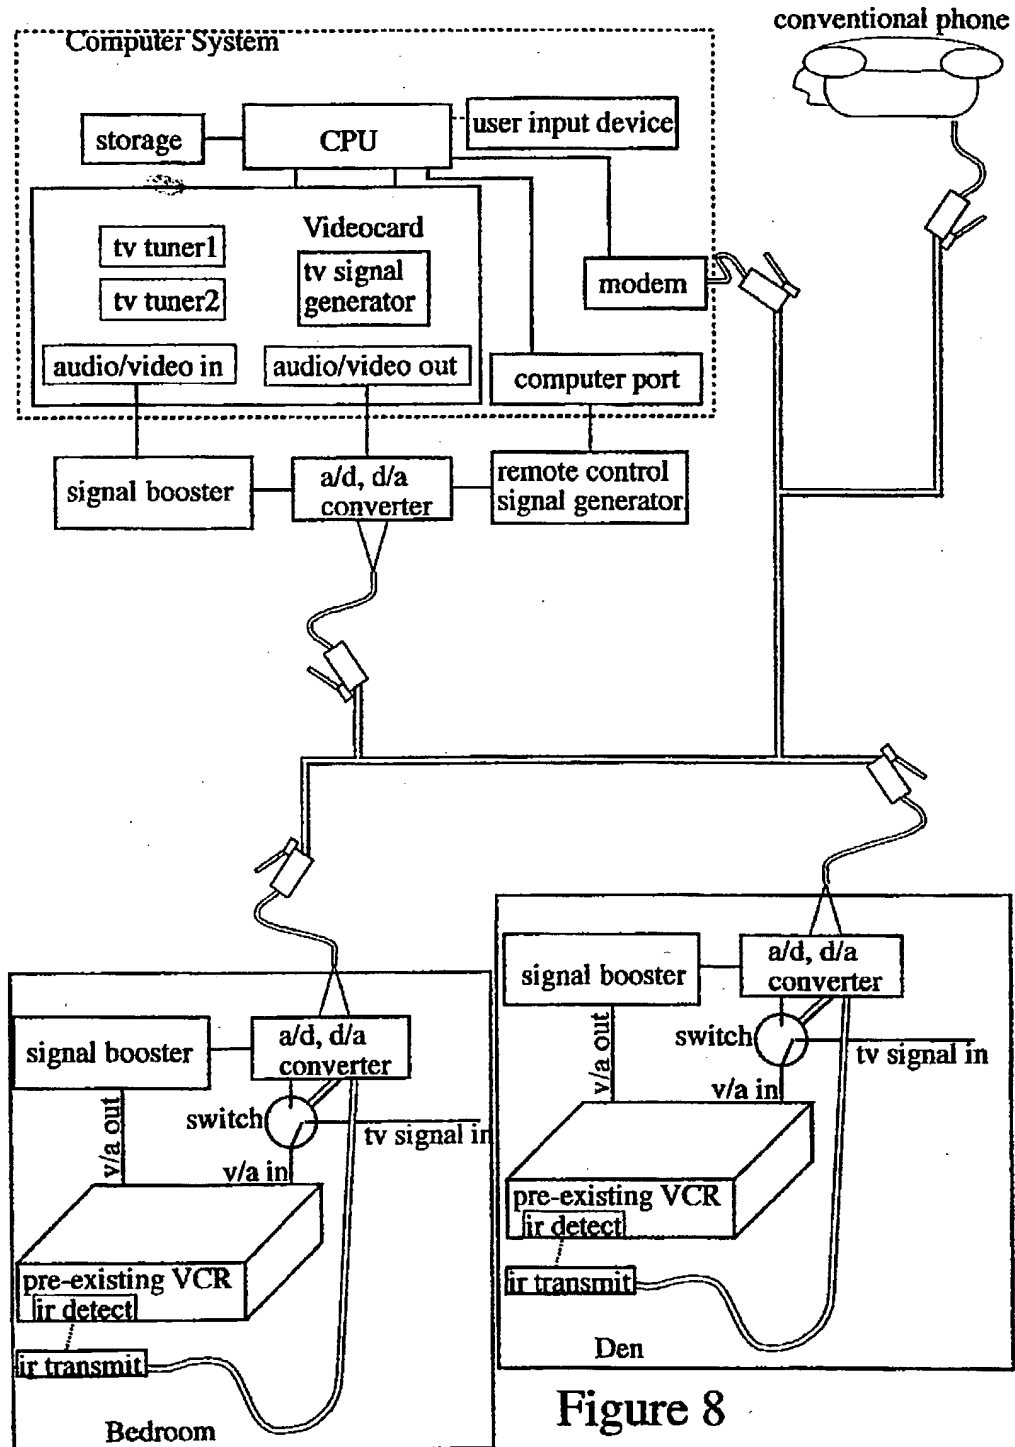 conventional phone
Computer System
storage
CPU
user input device
Videocard
tv tuner1
tv signal
generator
tv tuner2
modem
audio/video in
audio/video out
computer port
signal booster
a/d, d/a
converter
remote control
signal generator
signal booster
a/d, d/a
converter
switch
tv signal in
v/a out
v/a in
pre-existing VCR
ir detect
ir transmit
Den
signal booster
a/d, d/a
converter
switch
tv signal in
v/a out
v/a in
pre-existing VCR
ir detect
ir transmit
Bedroom
Figure 8